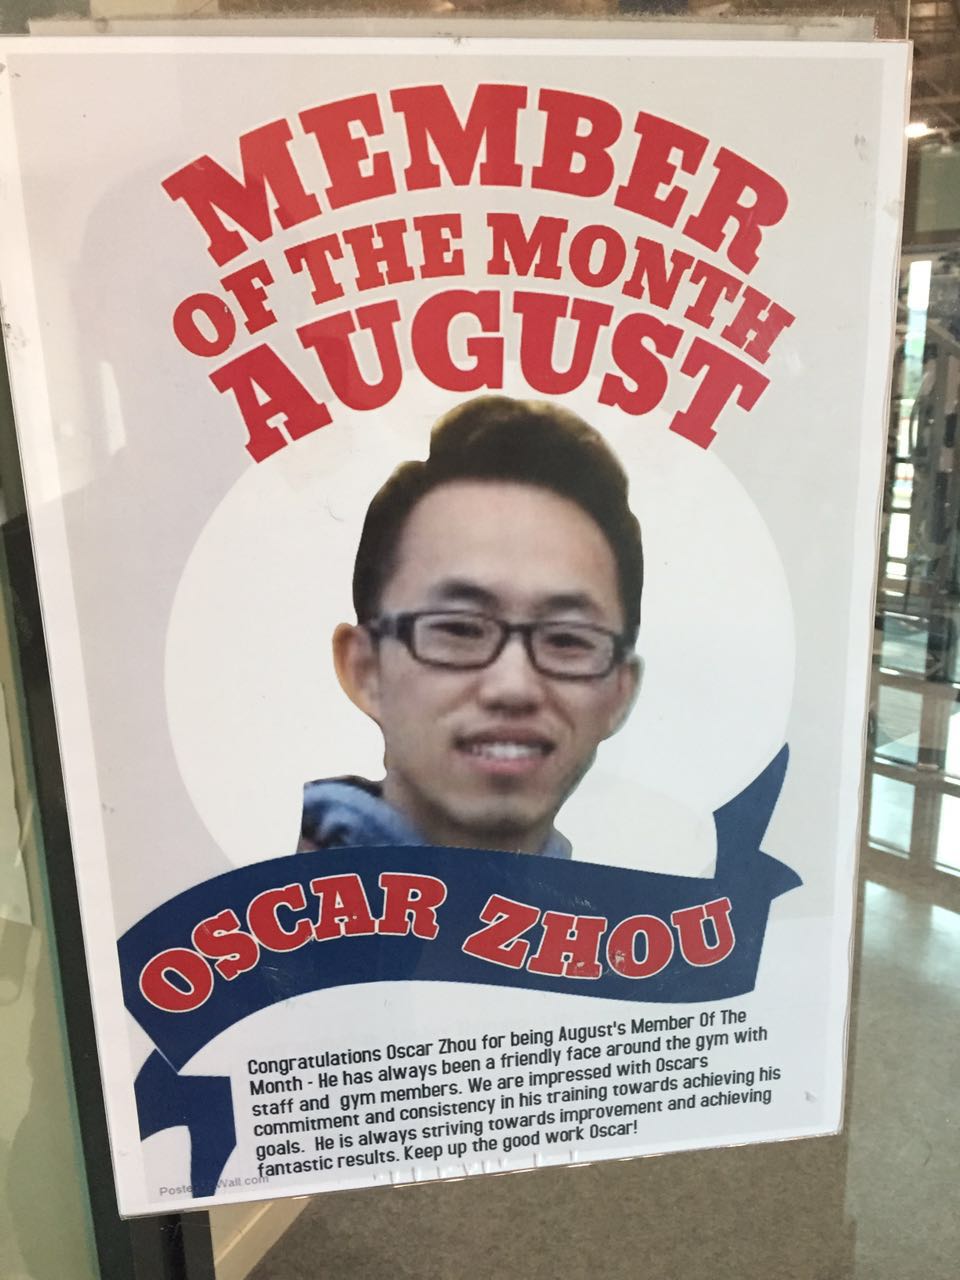 MEMBER
OF THE MONTH
AUGUST
OSCAR ZHOU
Congratulations Oscar Zhou for being August's Member Of The
Month - He has always been a friendly face around the gym with
staff and gym members. We are impressed with Oscars
commitment and consistency in his training towards achieving his
goals. He is always striving towards improvement and achieving
fantastic results. Keep up the good work Oscar!